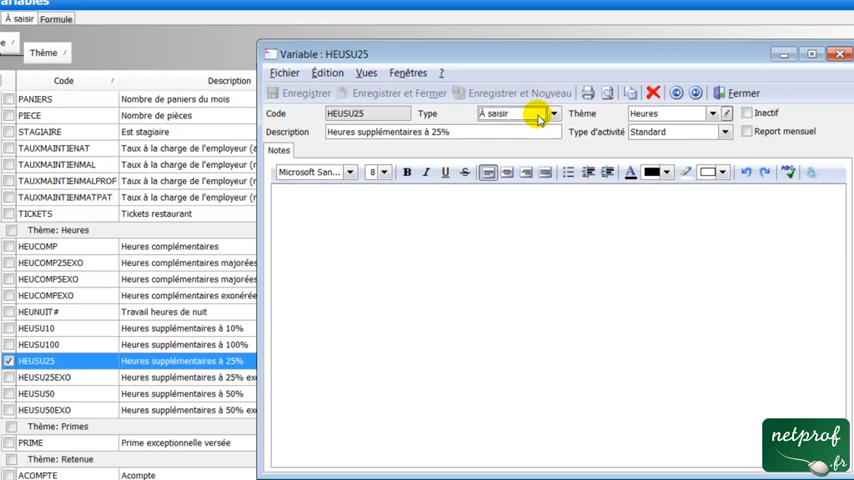 ariables
À saisir Formule
e /
Thème /
Code / Description
PANIERS Nombre de paniers du mois
PIECE Nombre de pièces
STAGIAIRE Est stagiaire
TAUXMAINTIENAT Taux à la charge de l'employeur (a
TAUXMAINTIENMAL Taux à la charge de l'employeur (m
TAUXMAINTIENMALPROF Taux à la charge de l'employeur (m
TAUXMAINTIENMATPAT Taux à la charge de l'employeur (m
TICKETS Tickets restaurant
Thème: Heures
HEUCOMP Heures complémentaires
HEUCOMP25EXO Heures complémentaires majorées
HEUCOMP5EXO Heures complémentaires majorées
HEUCOMPEXO Heures complémentaires exonérée
HEUNUIT# Travail heures de nuit
HEUSU10 Heures supplémentaires à 10%
HEUSU100 Heures supplémentaires à 100%
HEUSU25 Heures supplémentaires à 25%
HEUSU25EXO Heures supplémentaires à 25% exo
HEUSU50 Heures supplémentaires à 50%
HEUSU50EXO Heures supplémentaires à 50% exo
Thème: Primes
PRIME Prime exceptionnelle versée
Thème: Retenue
ACOMPTE Acompte
Variable : HEUSU25
Fichier Édition Vues Fenêtres ?
Enregistrer Enregistrer et Fermer Enregistrer et Nouveau Fermer
Code HEUSU25 Type À saisir Thème Heures Inactif
Description Heures supplémentaires à 25% Type d'activité Standard Report mensuel
Notes
Microsoft San... 8 B I U S A ABC
netprof
.fr